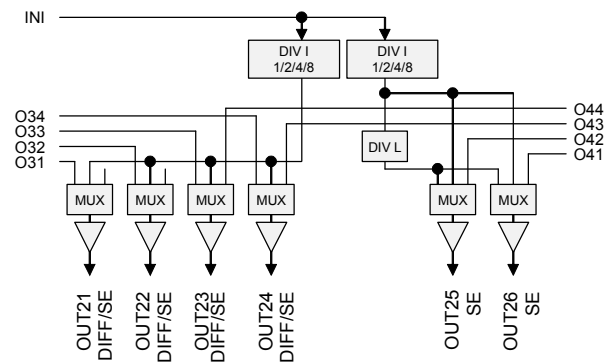 INI
DIV I
1/2/4/8
DIV I
1/2/4/8
O34
O33
O32
O31
O44
O43
O42
O41
DIV L
MUX
MUX
MUX
MUX
MUX
MUX
OUT21
DIFF/SE
OUT22
DIFF/SE
OUT23
DIFF/SE
OUT24
DIFF/SE
OUT25
SE
OUT26
SE